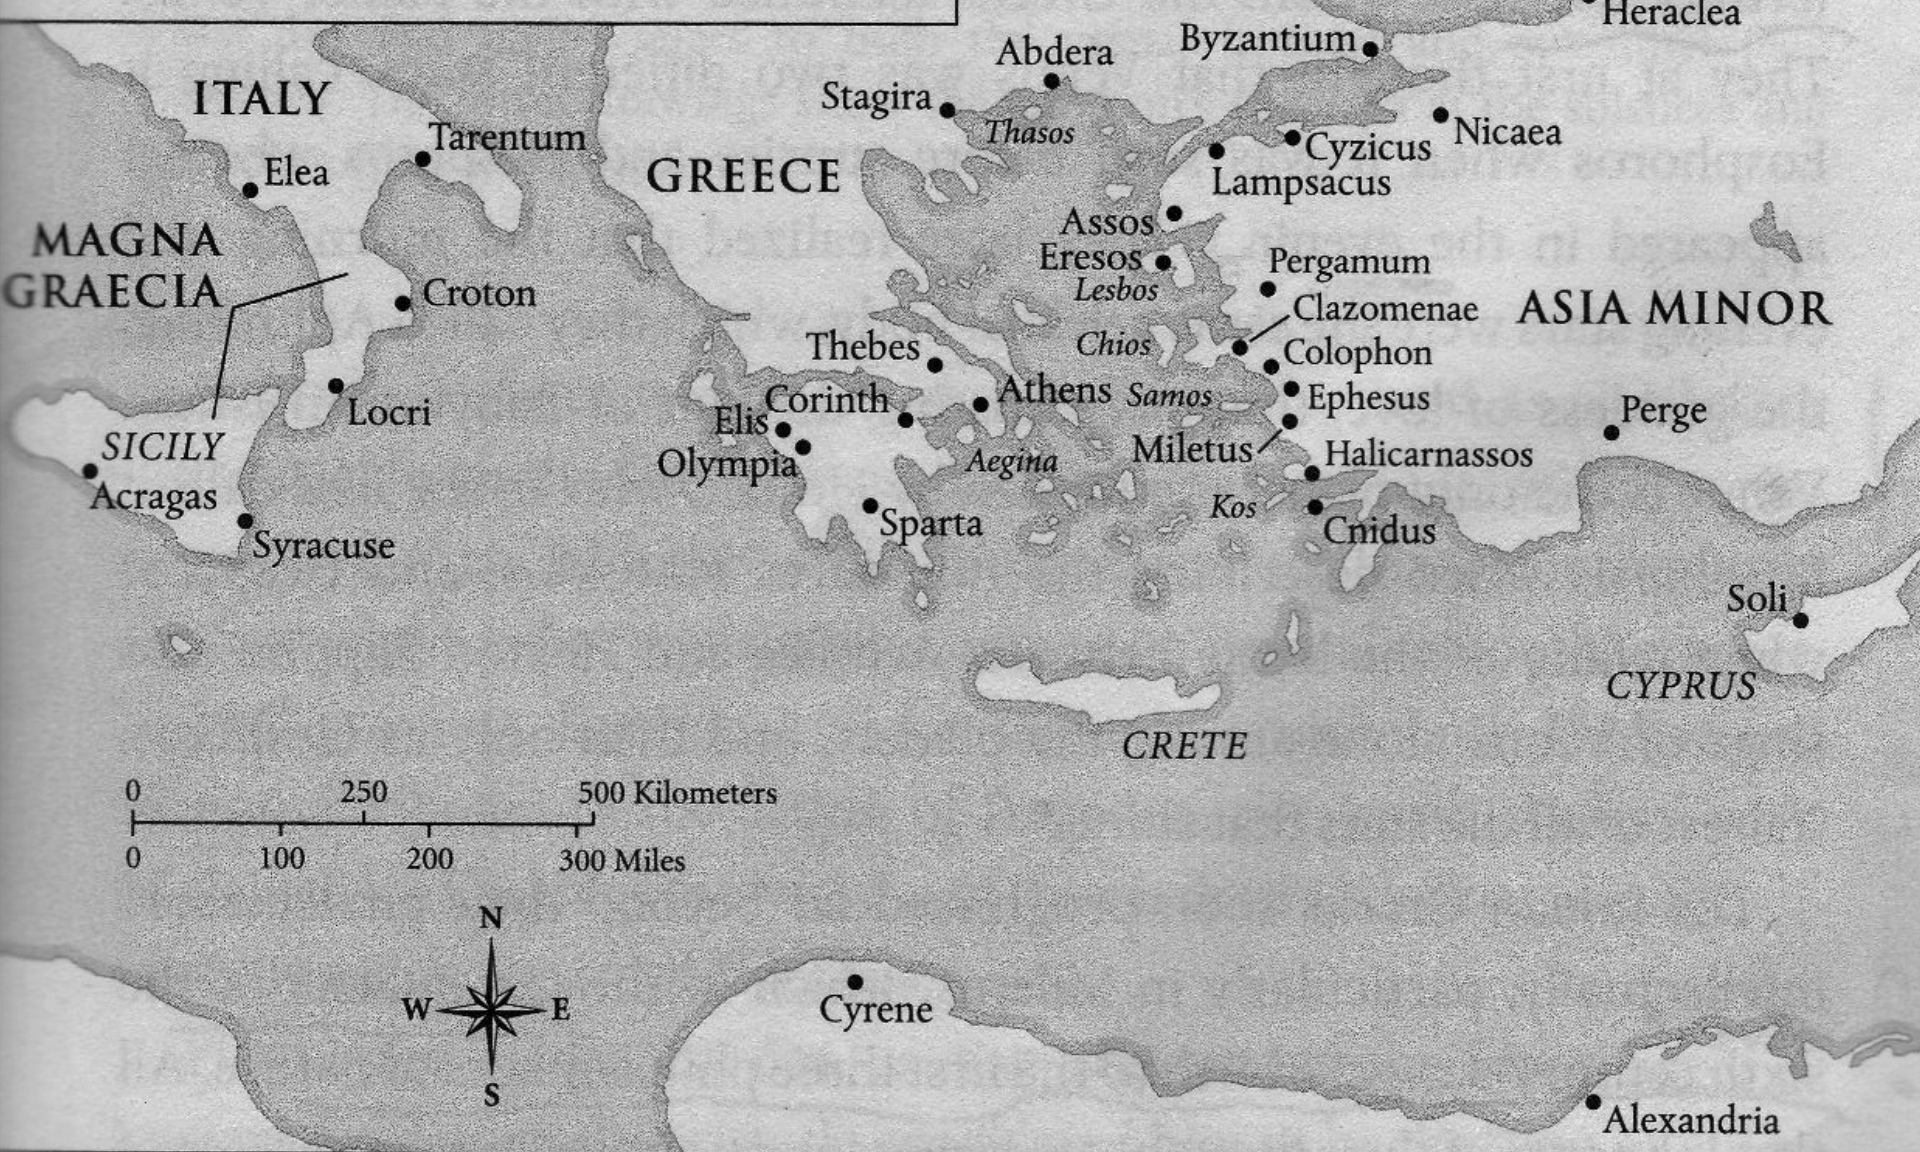 Heraclea
Byzantium
Abdera
Stagira
Thasos
ITALY
Tarentum
Nicaea
Cyzicus
Lampsacus
Elea
GREECE
Assos
Eresos
Lesbos
MAGNA
GRAECIA
Pergamum
Clazomenae
ASIA MINOR
Croton
Thebes
Chios
Colophon
Corinth
Athens
Samos
Ephesus
Locri
Elis
Perge
SICILY
Olympia
Aegina
Miletus
Halicarnassos
Acragas
Kos
Sparta
Cnidus
Syracuse
Soli
CYPRUS
CRETE
0 250 500 Kilometers
0 100 200 300 Miles
N
W E
S
Cyrene
Alexandria